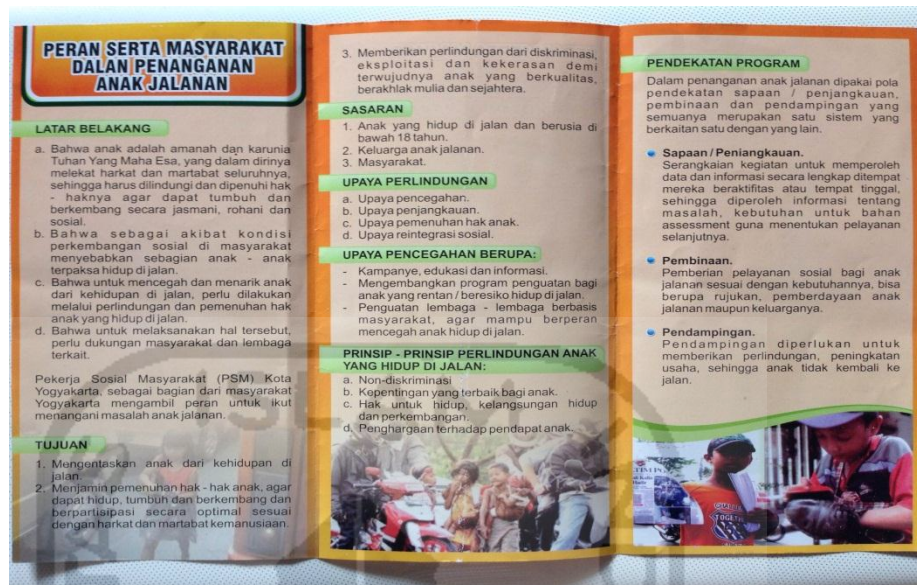 PERAN SERTA MASYARAKAT
DALAN PENANGANAN
ANAK JALANAN
LATAR BELAKANG
a. Bahwa anak adalah amanah dan karunia
Tuhan Yang Maha Esa, yang dalam dirinya
melekat harkat dan martabat seluruhnya,
sehingga harus dilindungi dan dipenuhi hak
- haknya agar dapat tumbuh dan
berkembang secara jasmani, rohani dan
sosial.
b. Bahwa sebagai akibat kondisi
perkembangan sosial di masyarakat
menyebabkan sebagian anak - anak
terpaksa hidup di jalan.
c. Bahwa untuk mencegah dan menarik anak
dari kehidupan di jalan, perlu dilakukan
melalui perlindungan dan pemenuhan hak
anak yang hidup di jalan.
d. Bahwa untuk melaksanakan hal tersebut,
perlu dukungan masyarakat dan lembaga
terkait.
Pekerja Sosial Masyarakat (PSM) Kota
Yogyakarta, sebagai bagian dari masyarakat
Yogyakarta mengambil peran untuk ikut
menangani masalah anak jalanan.
TUJUAN
1. Mengentaskan anak dari kehidupan di
jalan.
2. Menjamin pemenuhan hak - hak anak, agar
dapat hidup, tumbuh dan berkembang dan
berpartisipasi secara optimal sesuai
dengan harkat dan martabat kemanusiaan.
3. Memberikan perlindungan dari diskriminasi,
eksploitasi dan kekerasan demi
terwujudnya anak yang berkualitas,
berakhlak mulia dan sejahtera.
SASARAN
1. Anak yang hidup di jalan dan berusia di
bawah 18 tahun.
2. Keluarga anak jalanan.
3. Masyarakat.
UPAYA PERLINDUNGAN
a. Upaya pencegahan.
b. Upaya penjangkauan.
c. Upaya pemenuhan hak anak.
d. Upaya reintegrasi sosial.
UPAYA PENCEGAHAN BERUPA:
- Kampanye, edukasi dan informasi.
- Mengembangkan program penguatan bagi
anak yang rentan / beresiko hidup di jalan.
- Penguatan lembaga - lembaga berbasis
masyarakat, agar mampu berperan
mencegah anak hidup di jalan.
PRINSIP - PRINSIP PERLINDUNGAN ANAK
YANG HIDUP DI JALAN:
a. Non-diskriminasi
b. Kepentingan yang terbaik bagi anak.
c. Hak untuk hidup, kelangsungan hidup
dan perkembangan.
d. Penghargaan terhadap pendapat anak.
PENDEKATAN PROGRAM
Dalam penanganan anak jalanan dipakai pola
pendekatan sapaan / penjangkauan,
pembinaan dan pendampingan yang
semuanya merupakan satu sistem yang
berkaitan satu dengan yang lain.
Sapaan / Peniangkauan.
Serangkaian kegiatan untuk memperoleh
data dan informasi secara lengkap ditempat
mereka beraktifitas atau tempat tinggal,
sehingga diperoleh informasi tentang
masalah, kebutuhan untuk bahan
assessment guna menentukan pelayanan
selanjutnya.
Pembinaan.
Pemberian pelayanan sosial bagi anak
jalanan sesuai dengan kebutuhannya, bisa
berupa rujukan, pemberdayaan anak
jalanan maupun keluarganya.
Pendampingan.
Pendampingan diperlukan untuk
memberikan perlindungan, peningkatan
usaha, sehingga anak tidak kembali ke
jalan.